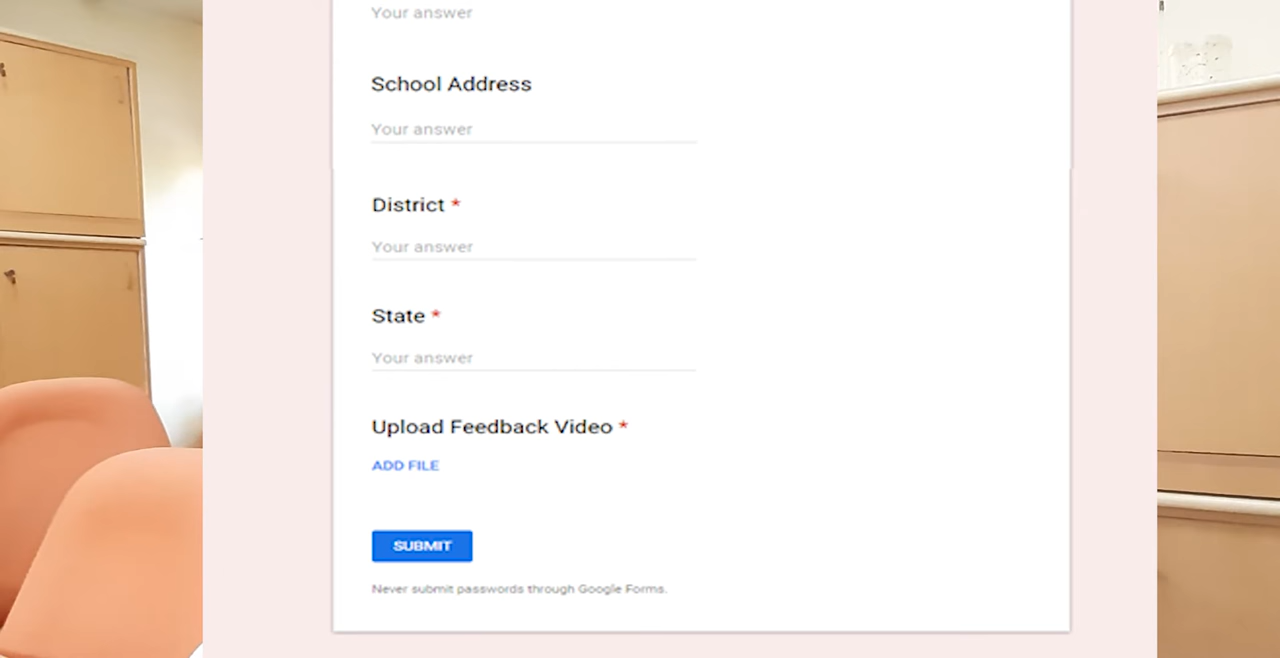 Your answer
School Address
Your answer
District *
Your answer
State *
Your answer
Upload Feedback Video *
ADD FILE
SUBMIT
Never submit passwords through Google Forms.